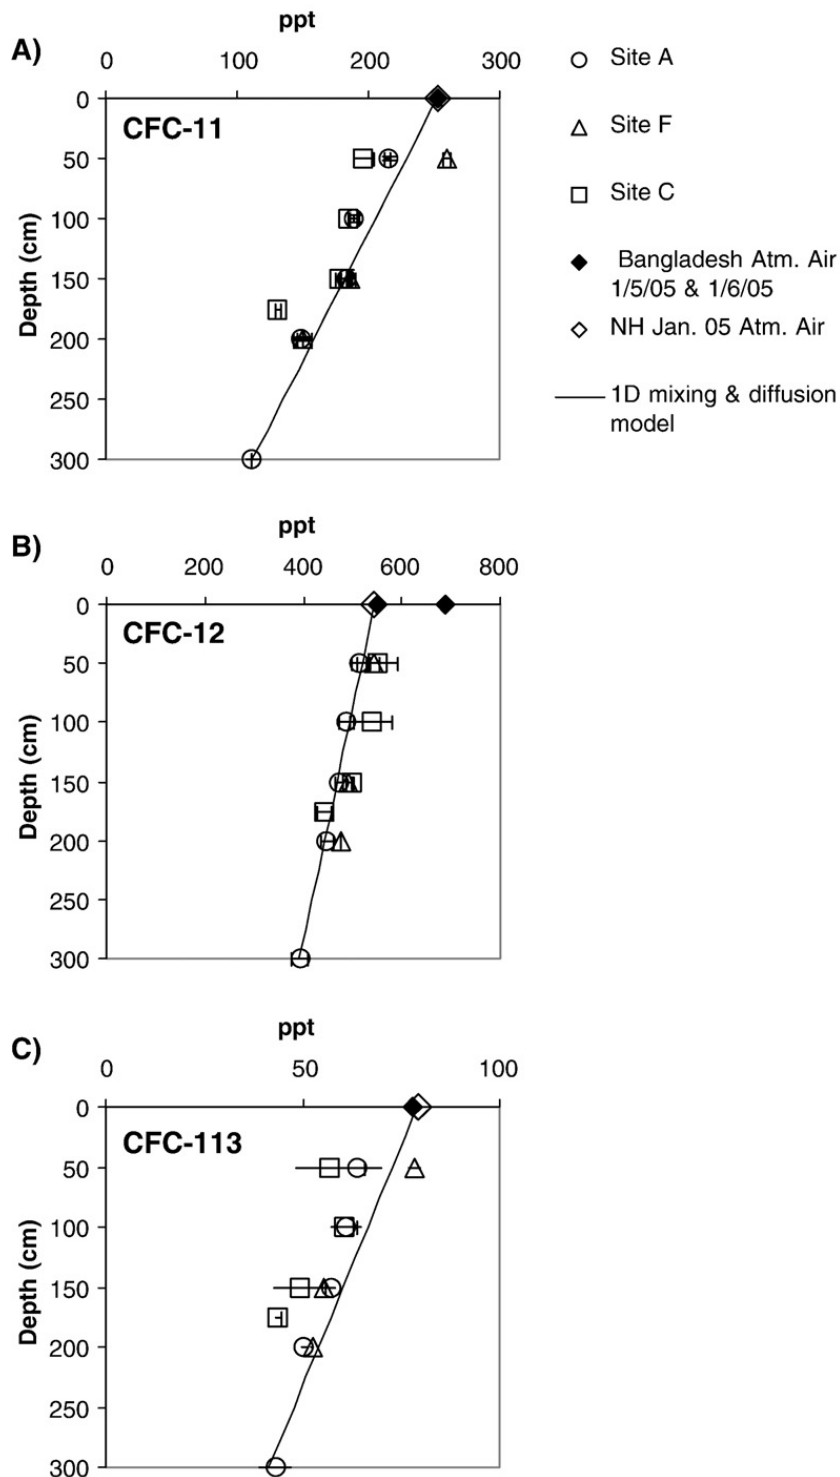 ppt
A)
0 100 200 300
CFC-11
0
50
100
150
200
250
300
Depth (cm)
Site A
Site F
Site C
Bangladesh Atm. Air
1/5/05 & 1/6/05
NH Jan. 05 Atm. Air
1D mixing & diffusion
model
ppt
B)
0 200 400 600 800
CFC-12
0
50
100
150
200
250
300
Depth (cm)
ppt
C)
0 50 100
CFC-113
0
50
100
150
200
250
300
Depth (cm)